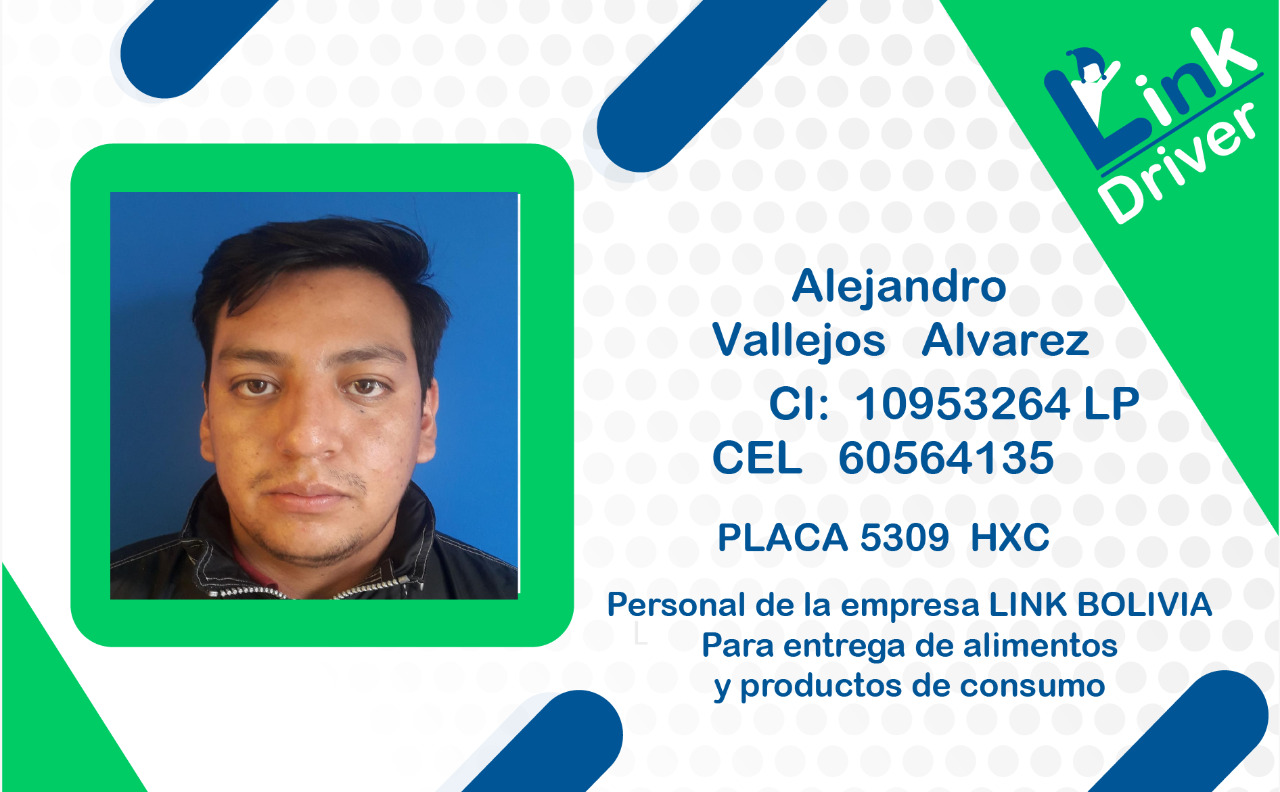 Link
Driver
Alejandro
Vallejos Alvarez
CI: 10953264 LP
CEL 60564135
PLACA 5309 HXC
Personal de la empresa LINK BOLIVIA
L
Para entrega de alimentos
y productos de consumo